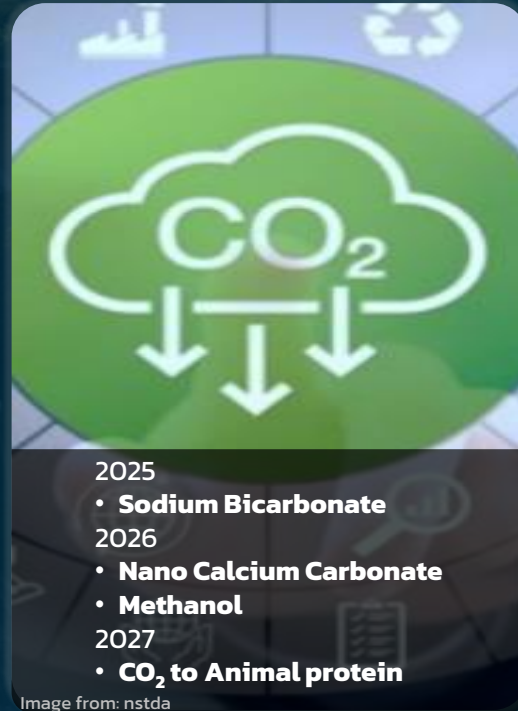 CO₂
2025
• Sodium Bicarbonate
2026
• Nano Calcium Carbonate
• Methanol
2027
• CO₂ to Animal protein
Image from: nstda